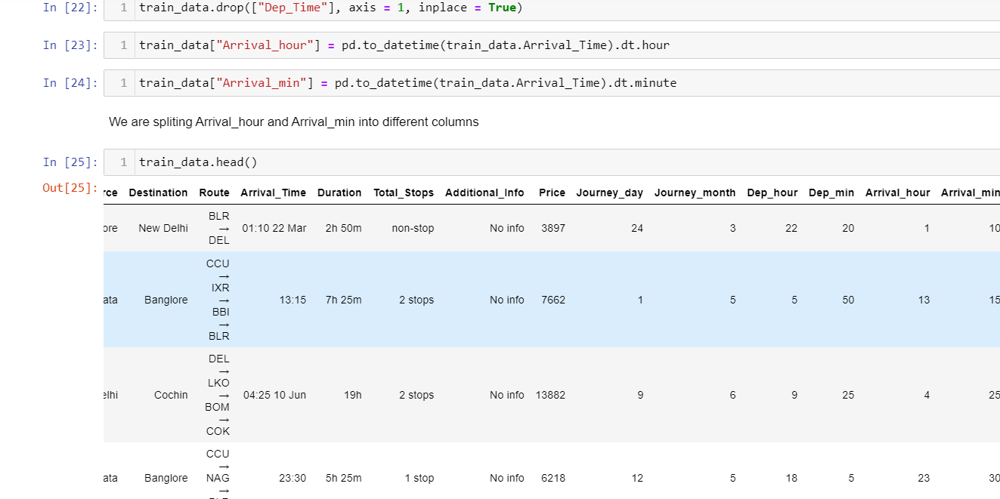 In [22]: 1 train_data.drop(["Dep_Time"], axis = 1, inplace = True)
In [23]: 1 train_data["Arrival_hour"] = pd.to_datetime(train_data.Arrival_Time).dt.hour
In [24]: 1 train_data["Arrival_min"] = pd.to_datetime(train_data.Arrival_Time).dt.minute
We are spliting Arrival_hour and Arrival_min into different columns
In [25]: 1 train_data.head()
Out[25]:
rce Destination Route Arrival_Time Duration Total_Stops Additional_Info Price Journey_day Journey_month Dep_hour Dep_min Arrival_hour Arrival_min
BLR
→
ore New Delhi 01:10 22 Mar 2h 50m non-stop No info 3897 24 3 22 20 1 10
DEL
CCU
→
IXR
→
ata Banglore 13:15 7h 25m 2 stops No info 7662 1 5 5 50 13 15
BBI
→
BLR
DEL
→
LKO
→
elhi Cochin 04:25 10 Jun 19h 2 stops No info 13882 9 6 9 25 4 25
BOM
→
COK
CCU
→
ata Banglore NAG 23:30 5h 25m 1 stop No info 6218 12 5 18 5 23 30
→